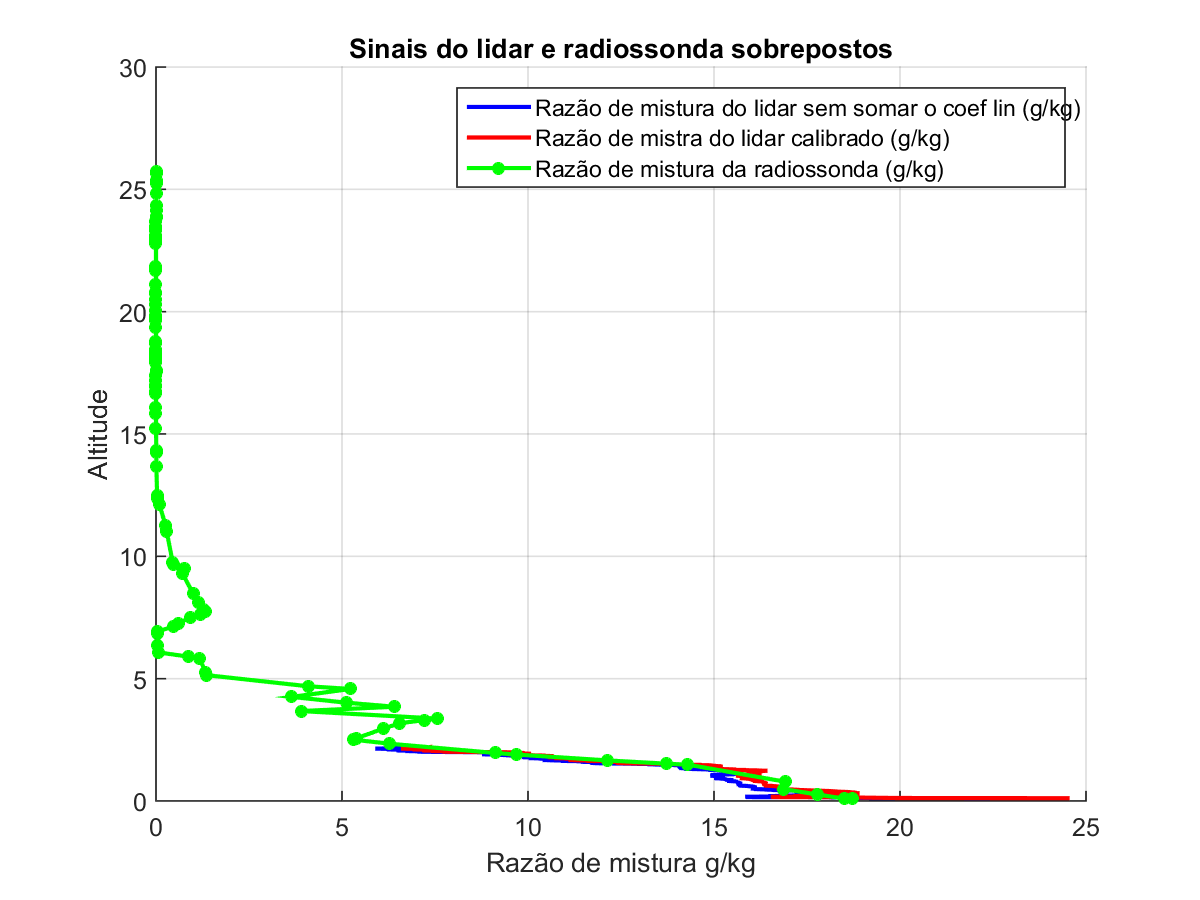 Sinais do lidar e radiossonda sobrepostos
30
25
20
15
10
5
0
Altitude
Razão de mistura do lidar sem somar o coef lin (g/kg)
Razão de mistra do lidar calibrado (g/kg)
Razão de mistura da radiossonda (g/kg)
0 5 10 15 20 25
Razão de mistura g/kg